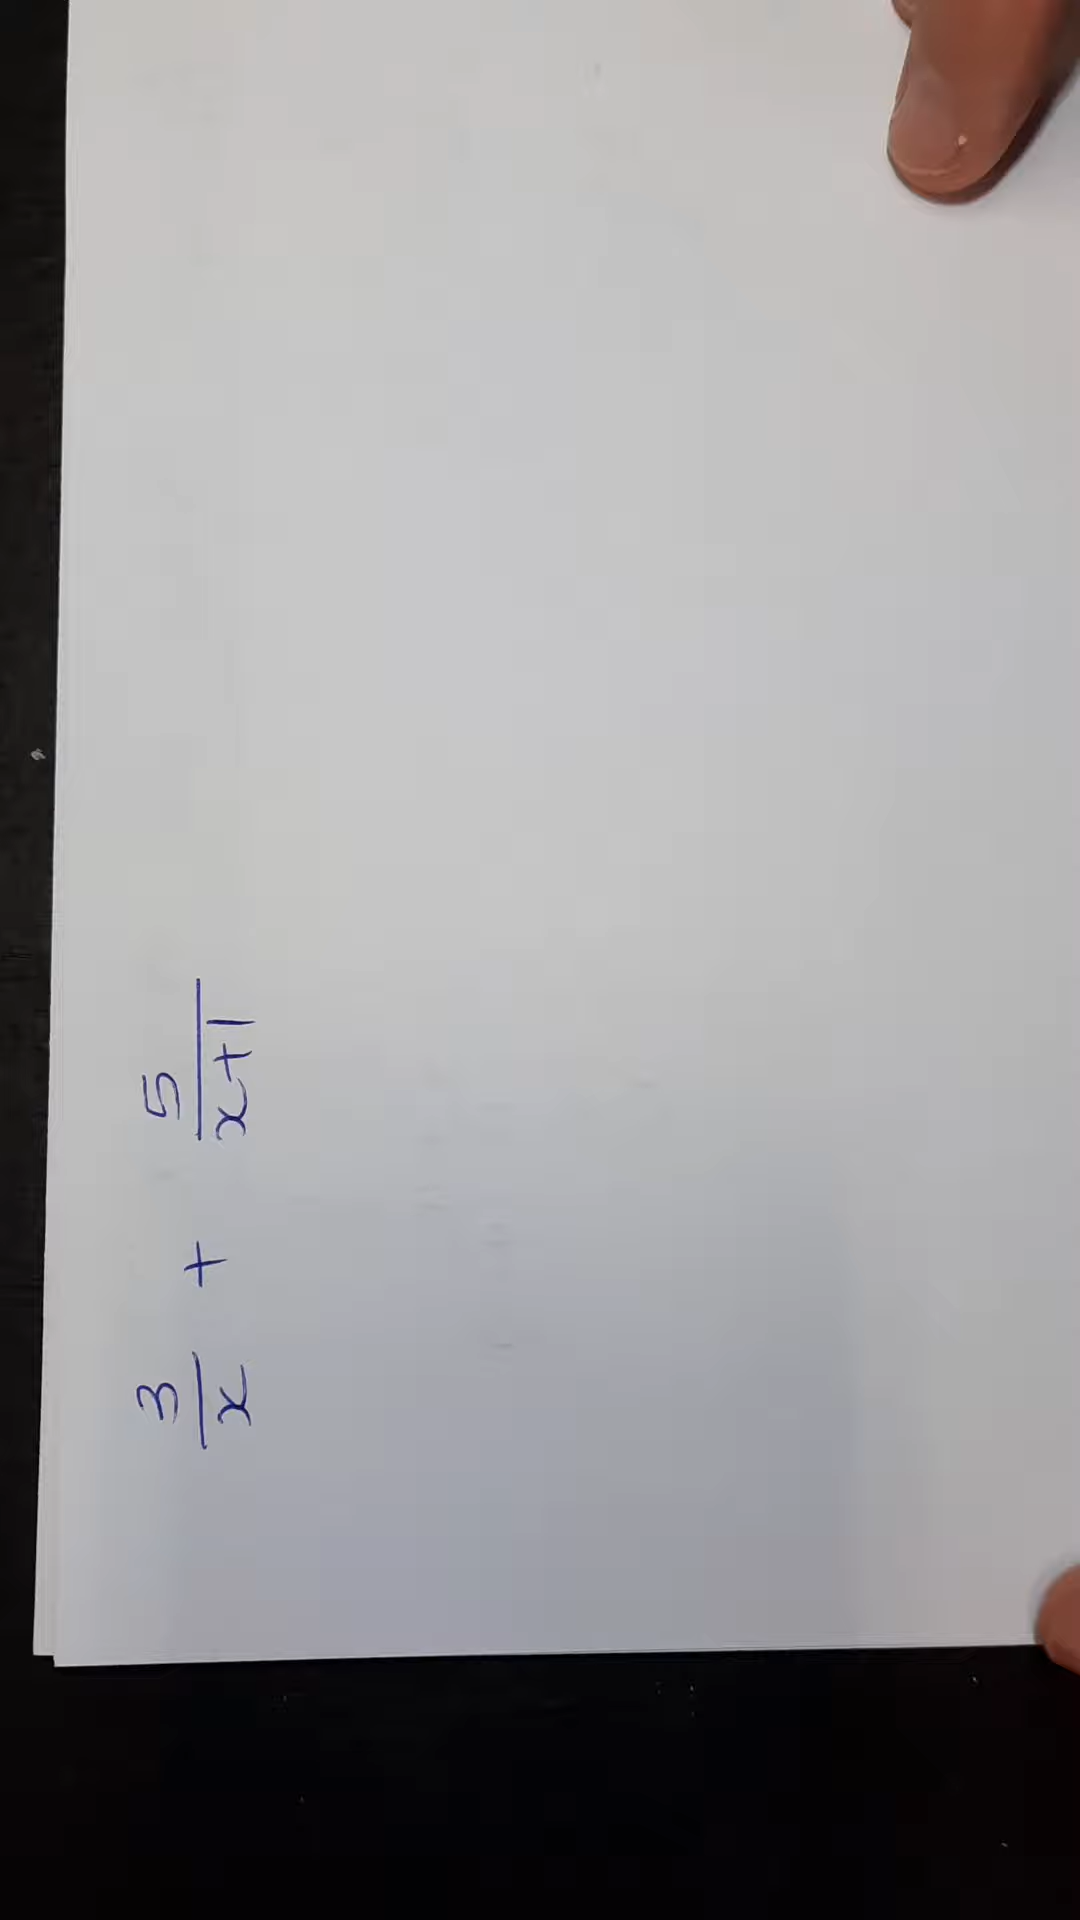 3/x + 5/(x+1)